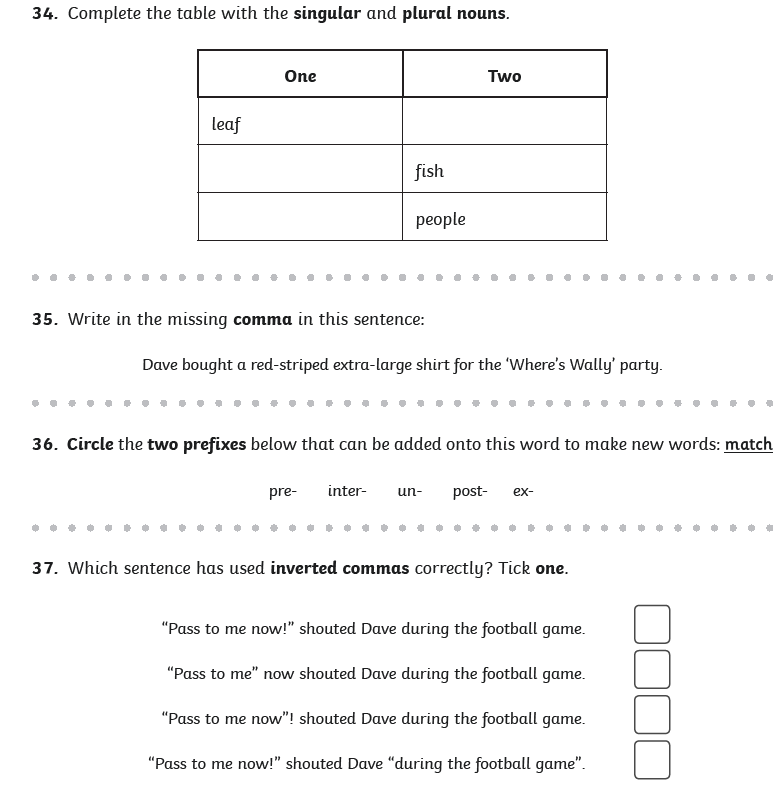 34. Complete the table with the singular and plural nouns.
One Two
leaf
fish
people
35. Write in the missing comma in this sentence:
Dave bought a red-striped extra-large shirt for the ‘Where’s Wally’ party.
36. Circle the two prefixes below that can be added onto this word to make new words: match
pre- inter- un- post- ex-
37. Which sentence has used inverted commas correctly? Tick one.
“Pass to me now!” shouted Dave during the football game.
“Pass to me” now shouted Dave during the football game.
“Pass to me now”! shouted Dave during the football game.
“Pass to me now!” shouted Dave “during the football game”.